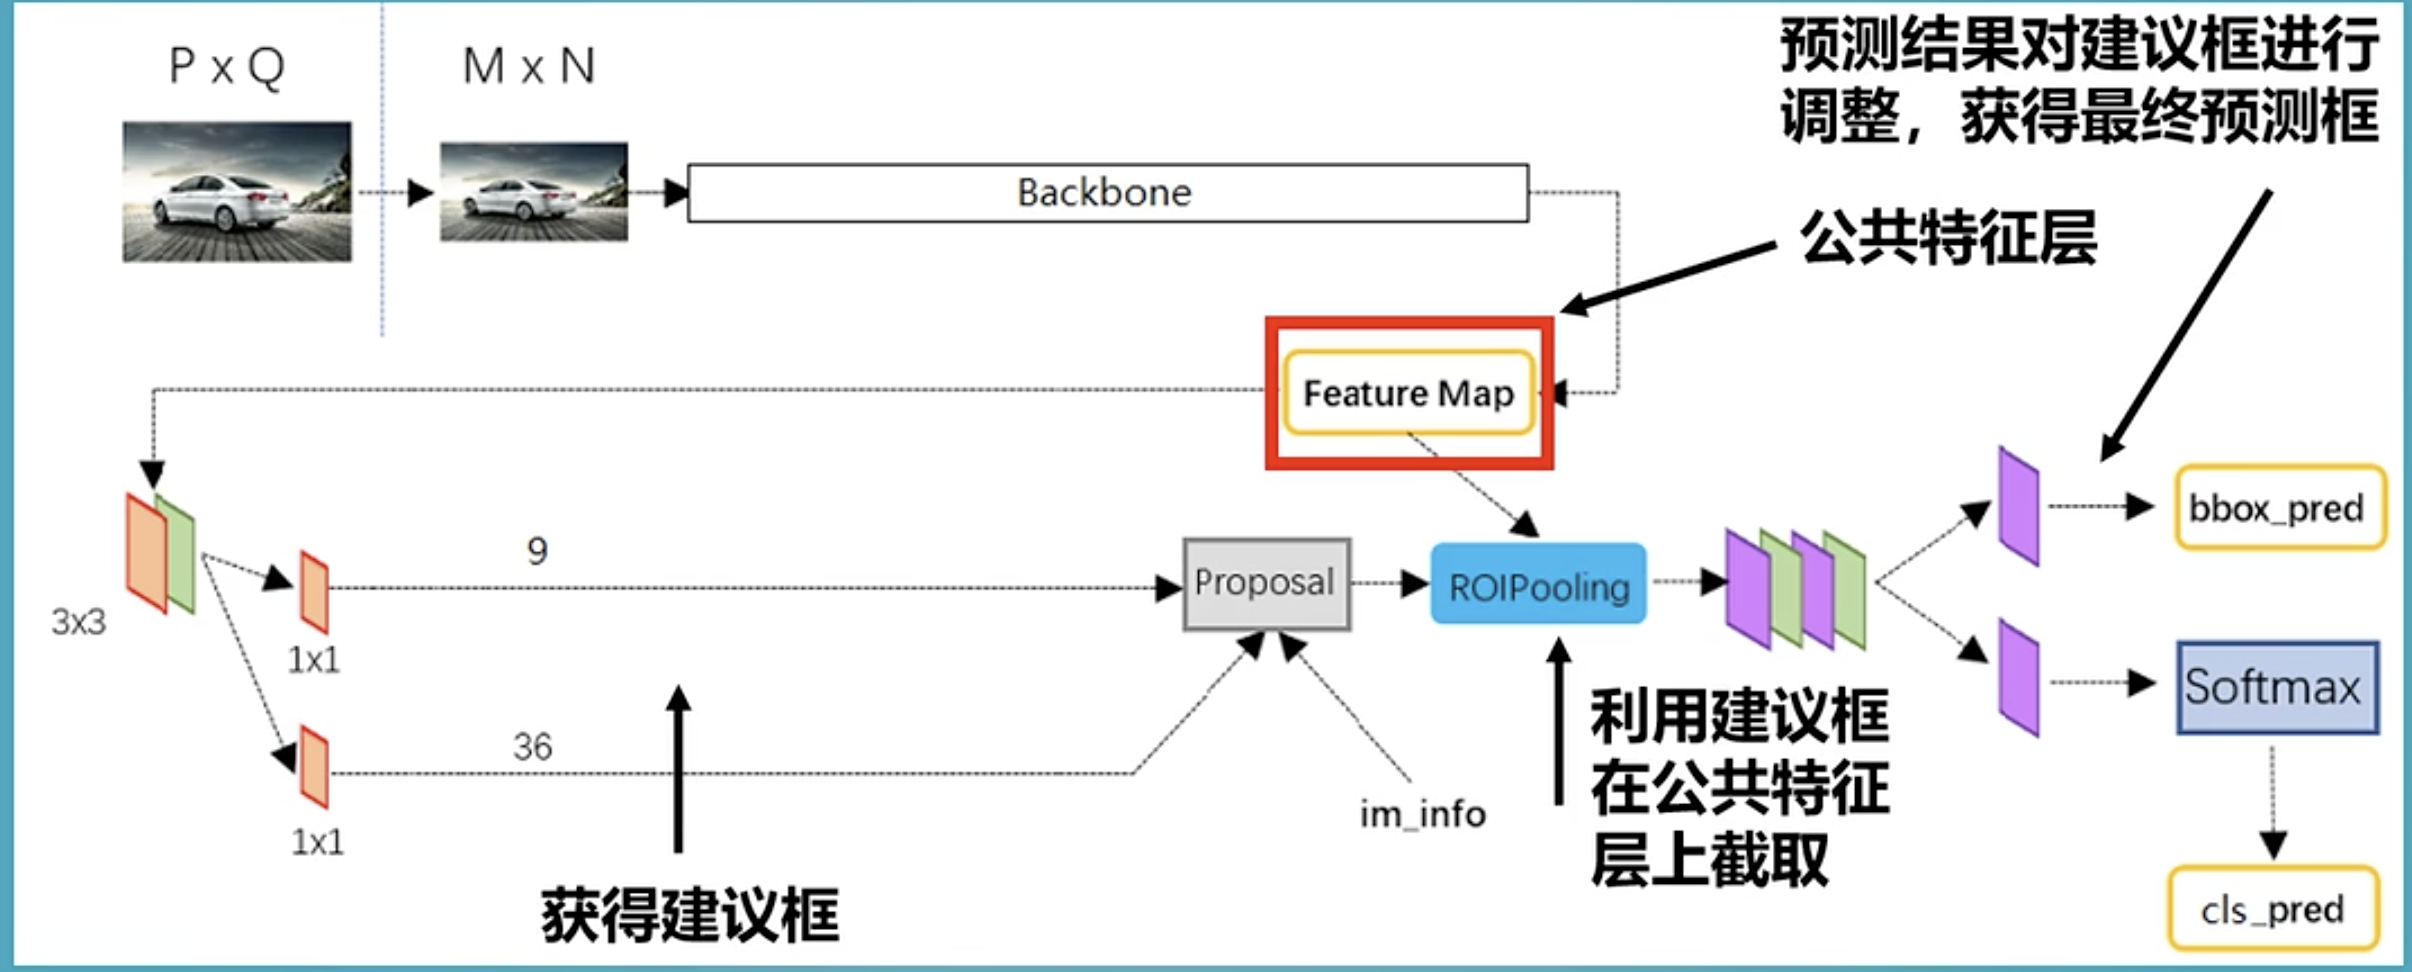 P x Q
M x N
预测结果对建议框进行
调整，获得最终预测框
Backbone
公共特征层
Feature Map
3x3
9
1x1
36
1x1
Proposal
ROIPooling
bbox_pred
Softmax
im_info
利用建议框
在公共特征
层上截取
获得建议框
cls_pred